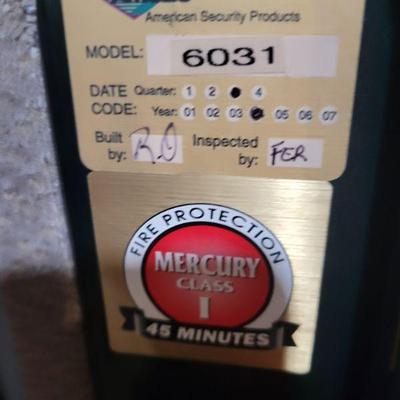 American Security Products
MODEL: 6031
DATE Quarter: 1 2 4
CODE: Year: 01 02 03 05 06 07
Built by: R.O Inspected by: FER
FIRE PROTECTION
MERCURY
CLASS
I
45 MINUTES